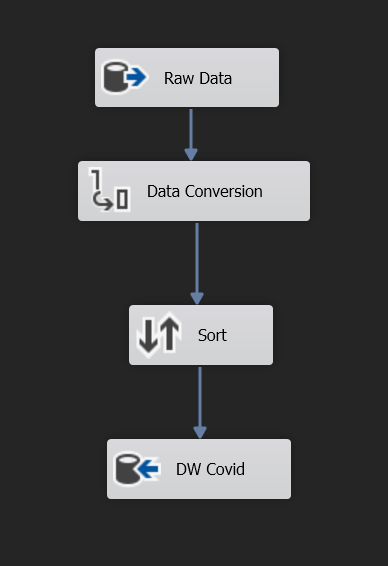 Raw Data
Data Conversion
Sort
DW Covid